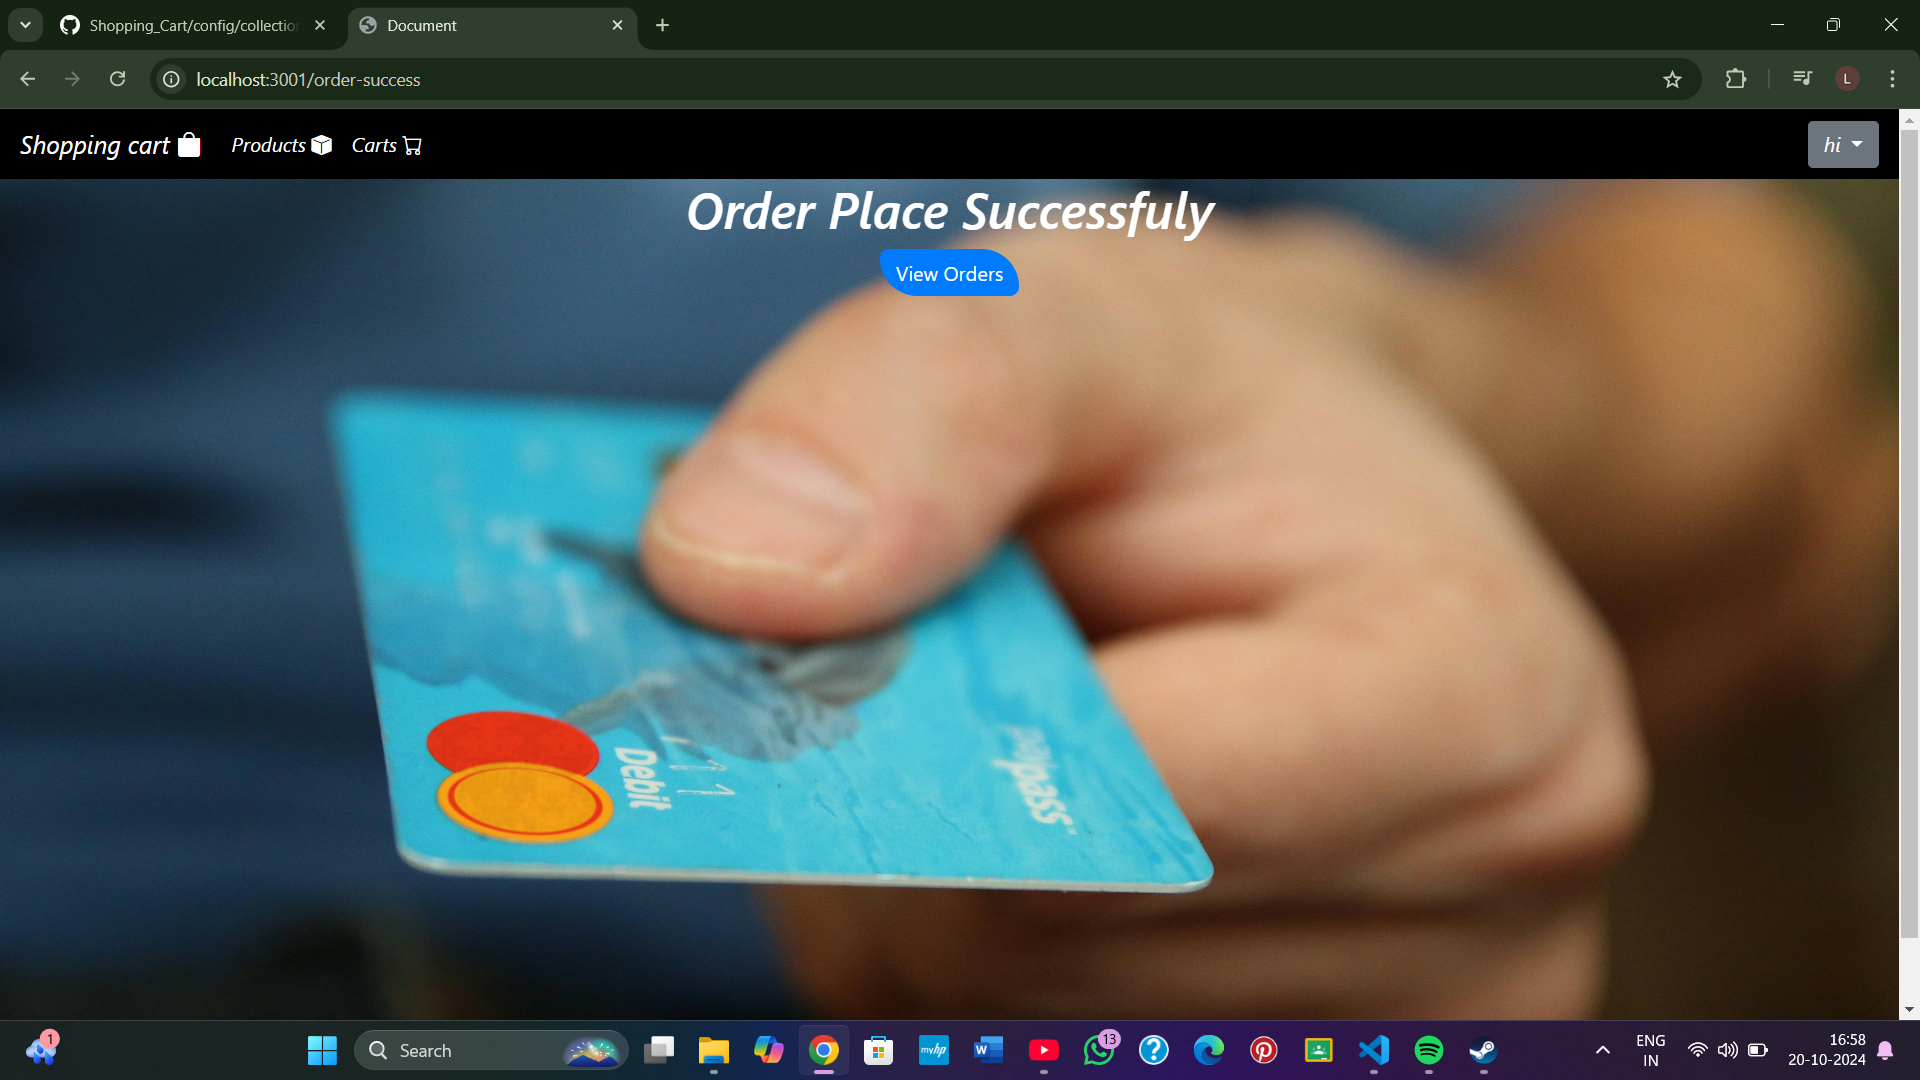 Shopping_Cart/config/collectio
Document
localhost:3001/order-success
L
Shopping cart Products Carts
hi
Order Place Successfuly
View Orders
Debit
paypass
1
Search
myhp
W
13
?
ENG
IN
16:58
20-10-2024